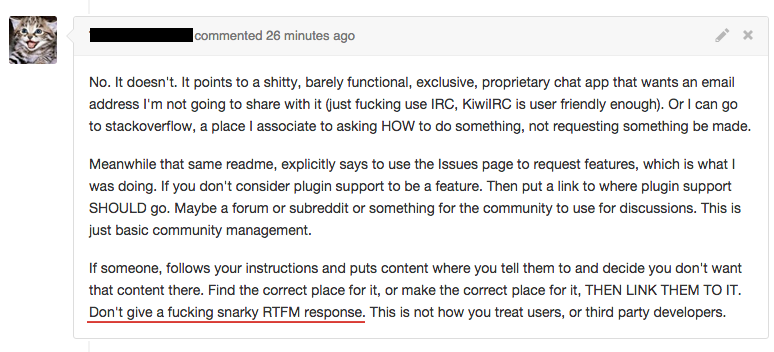 commented 26 minutes ago
No. It doesn't. It points to a shitty, barely functional, exclusive, proprietary chat app that wants an email
address I'm not going to share with it (just fucking use IRC, KiwiIRC is user friendly enough). Or I can go
to stackoverflow, a place I associate to asking HOW to do something, not requesting something be made.
Meanwhile that same readme, explicitly says to use the Issues page to request features, which is what I
was doing. If you don't consider plugin support to be a feature. Then put a link to where plugin support
SHOULD go. Maybe a forum or subreddit or something for the community to use for discussions. This is
just basic community management.
If someone, follows your instructions and puts content where you tell them to and decide you don't want
that content there. Find the correct place for it, or make the correct place for it, THEN LINK THEM TO IT.
Don't give a fucking snarky RTFM response. This is not how you treat users, or third party developers.